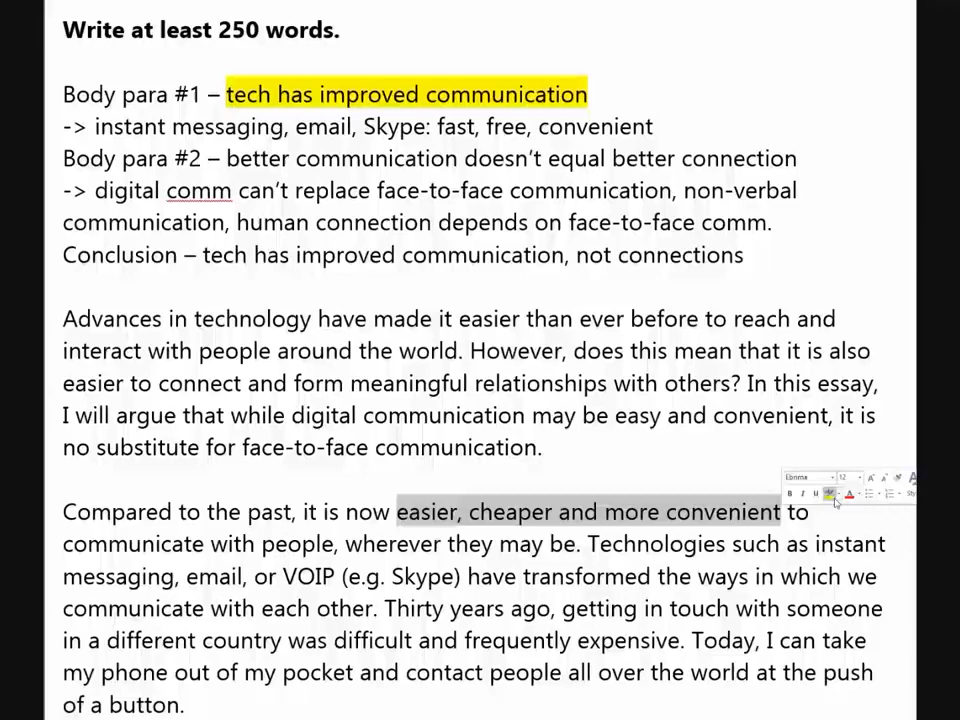 Write at least 250 words.
Body para #1 – tech has improved communication
-> instant messaging, email, Skype: fast, free, convenient
Body para #2 – better communication doesn’t equal better connection
-> digital comm can’t replace face-to-face communication, non-verbal
communication, human connection depends on face-to-face comm.
Conclusion – tech has improved communication, not connections
Advances in technology have made it easier than ever before to reach and
interact with people around the world. However, does this mean that it is also
easier to connect and form meaningful relationships with others? In this essay,
I will argue that while digital communication may be easy and convenient, it is
no substitute for face-to-face communication.
Ebrima 12
B I U
Compared to the past, it is now easier, cheaper and more convenient to
communicate with people, wherever they may be. Technologies such as instant
messaging, email, or VOIP (e.g. Skype) have transformed the ways in which we
communicate with each other. Thirty years ago, getting in touch with someone
in a different country was difficult and frequently expensive. Today, I can take
my phone out of my pocket and contact people all over the world at the push
of a button.